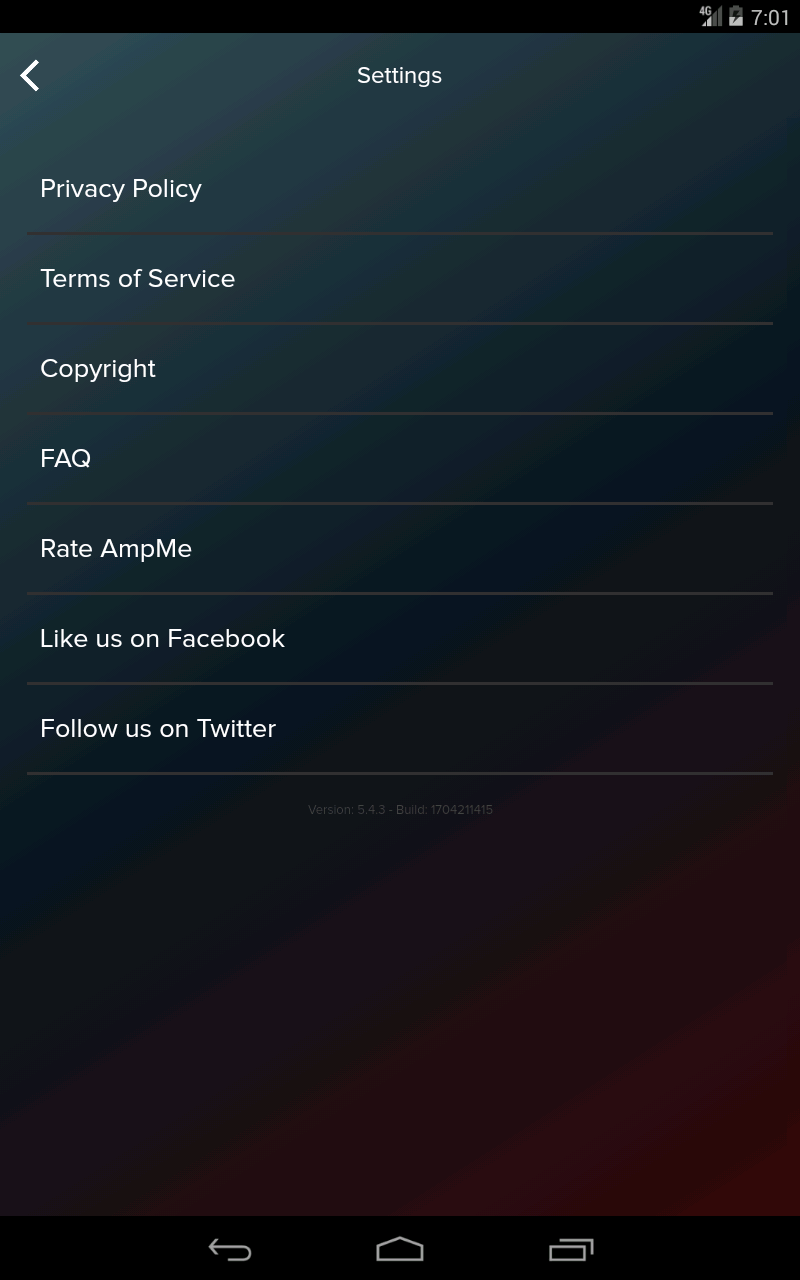 4G 7:01
Settings
Privacy Policy
Terms of Service
Copyright
FAQ
Rate AmpMe
Like us on Facebook
Follow us on Twitter
Version: 5.4.3 - Build: 1704211415